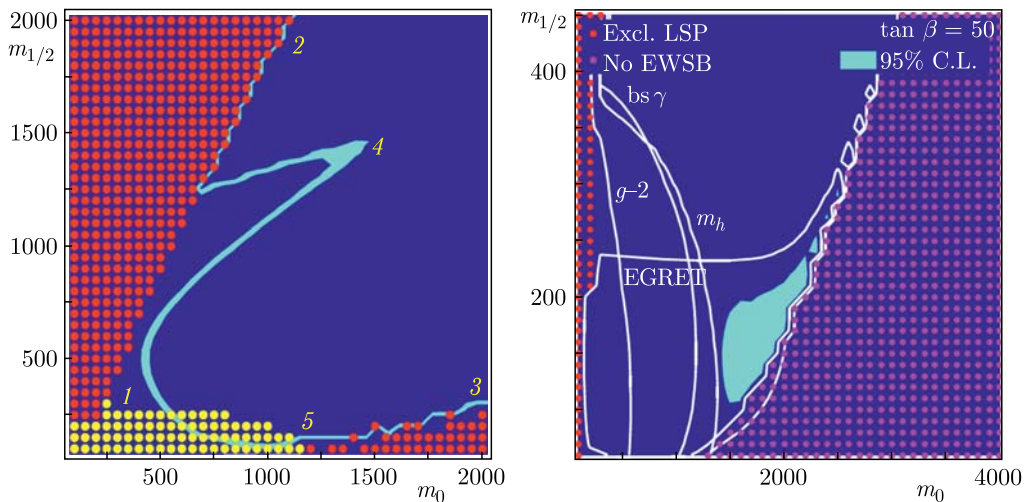 2000
m1/2
1500
1000
500
500
1000
1500
2000
m0
1
2
3
4
5
m1/2
400
200
2000
4000
m0
Excl. LSP
No EWSB
tan β = 50
95% C.L.
bs γ
g–2
mh
EGRET